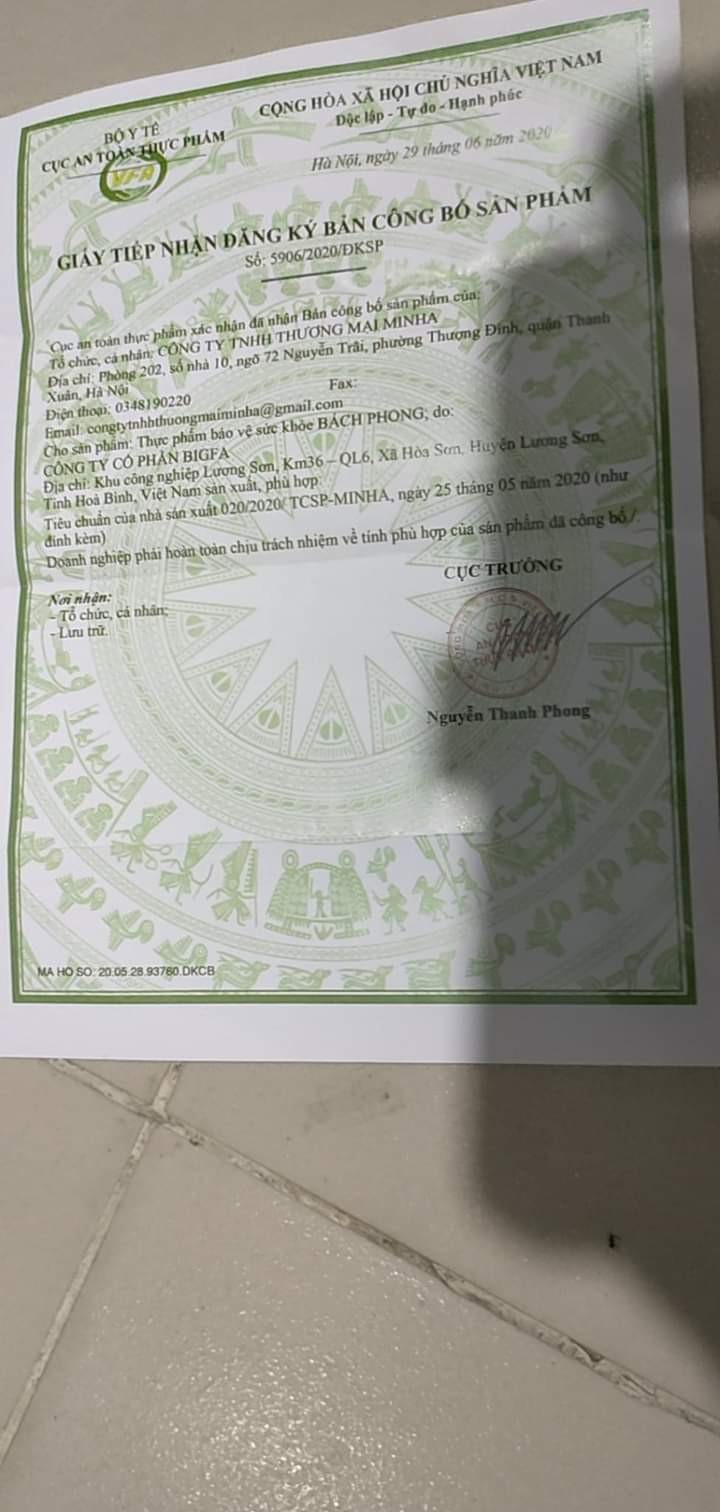 BỘ Y TẾ
CỤC AN TOÀN THỰC PHẨM
VFA
CỘNG HÒA XÃ HỘI CHỦ NGHĨA VIỆT NAM
Độc lập - Tự do - Hạnh phúc
Hà Nội, ngày 29 tháng 06 năm 2020
GIẤY TIẾP NHẬN ĐĂNG KÝ BẢN CÔNG BỐ SẢN PHẨM
Số: 5906/2020/ĐKSP
Cục an toàn thực phẩm xác nhận đã nhận Bản công bố sản phẩm của:
Tổ chức, cá nhân: CÔNG TY TNHH THƯƠNG MẠI MINHA
Địa chỉ: Phòng 202, số nhà 10, ngõ 72 Nguyễn Trãi, phường Thượng Đình, quận Thanh
Xuân, Hà Nội
Điện thoại: 0348190220 Fax:
Email: congtytnhhthuongmaiminha@gmail.com
Cho sản phẩm: Thực phẩm bảo vệ sức khỏe BÁCH PHONG; do:
CÔNG TY CỔ PHẦN BIGFA
Địa chỉ: Khu công nghiệp Lương Sơn, Km36 – QL6, Xã Hòa Sơn, Huyện Lương Sơn,
Tỉnh Hoà Bình, Việt Nam sản xuất, phù hợp:
Tiêu chuẩn của nhà sản xuất 020/2020/ TCSP-MINHA, ngày 25 tháng 05 năm 2020 (như
đính kèm)
Doanh nghiệp phải hoàn toàn chịu trách nhiệm về tính phù hợp của sản phẩm đã công bố./.
Nơi nhận:
- Tổ chức, cá nhân;
- Lưu trữ.
CỤC TRƯỞNG
Nguyễn Thanh Phong
MA HO SO: 20.05.28.93760.DKCB